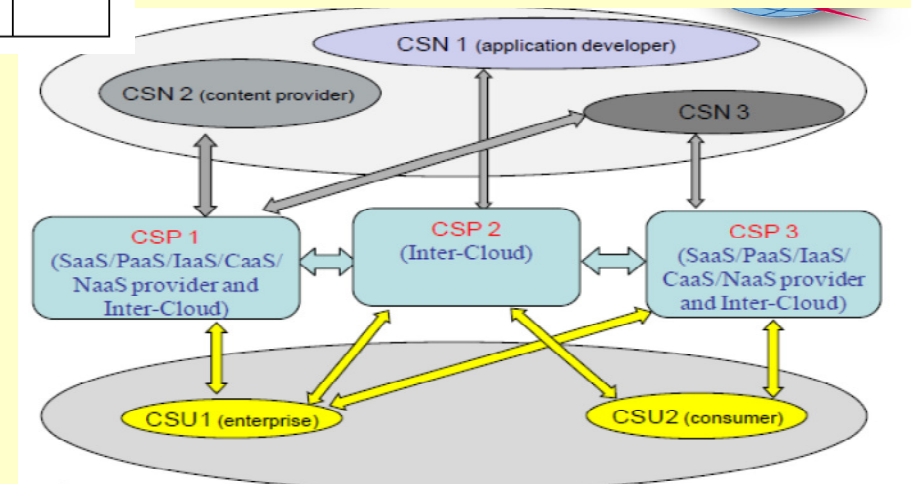 CSN 1 (application developer)
CSN 2 (content provider)
CSN 3
CSP 1
(SaaS/PaaS/IaaS/CaaS/
NaaS provider and
Inter-Cloud)
CSP 2
(Inter-Cloud)
CSP 3
(SaaS/PaaS/IaaS/
CaaS/NaaS provider
and Inter-Cloud)
CSU1 (enterprise)
CSU2 (consumer)